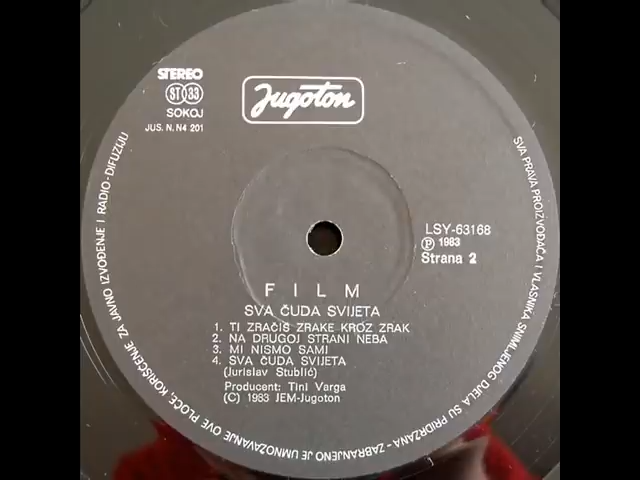 STEREO
ST 33
SOKOJ
JUS. N. N4 201
Jugoton
LSY-63168
Ⓟ 1983
Strana 2
FILM
SVA ČUDA SVIJETA
1. TI ZRAČIŠ ZRAKE KROZ ZRAK
2. NA DRUGOJ STRANI NEBA
3. MI NISMO SAMI
4. SVA ČUDA SVIJETA
(Jurislav Stublić)
Producent: Tini Varga
(C) 1983 JEM-Jugoton
SVA PRAVA PROIZVOĐAČA I VLASNIKA SNIMLJENOG DJELA SU PRIDRŽANA - ZABRANJENO JE UMNOŽAVANJE OVE PLOČE, KORIŠĆENJE ZA JAVNO IZVOĐENJE I RADIO-DIFUZIJU